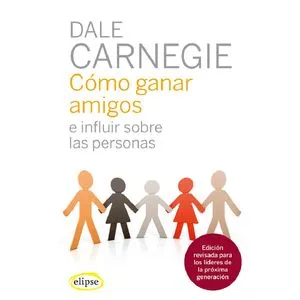 DALE
CARNEGIE
Cómo ganar
amigos
e influir sobre
las personas
Edición
revisada para
los líderes de
la próxima
generación
elipse